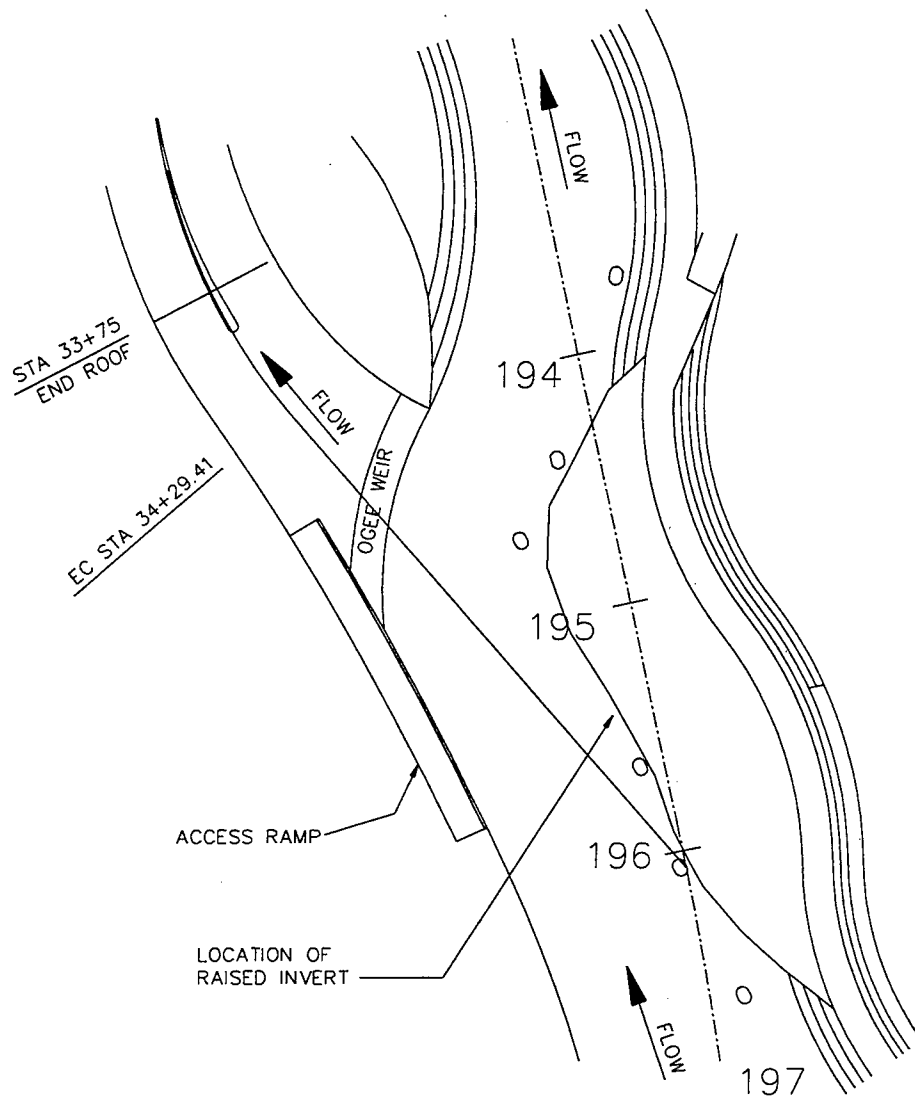 FLOW
STA 33+75
END ROOF
194
FLOW
OGEE WEIR
EC STA 34+29.41
195
ACCESS RAMP
196
LOCATION OF
RAISED INVERT
FLOW
197